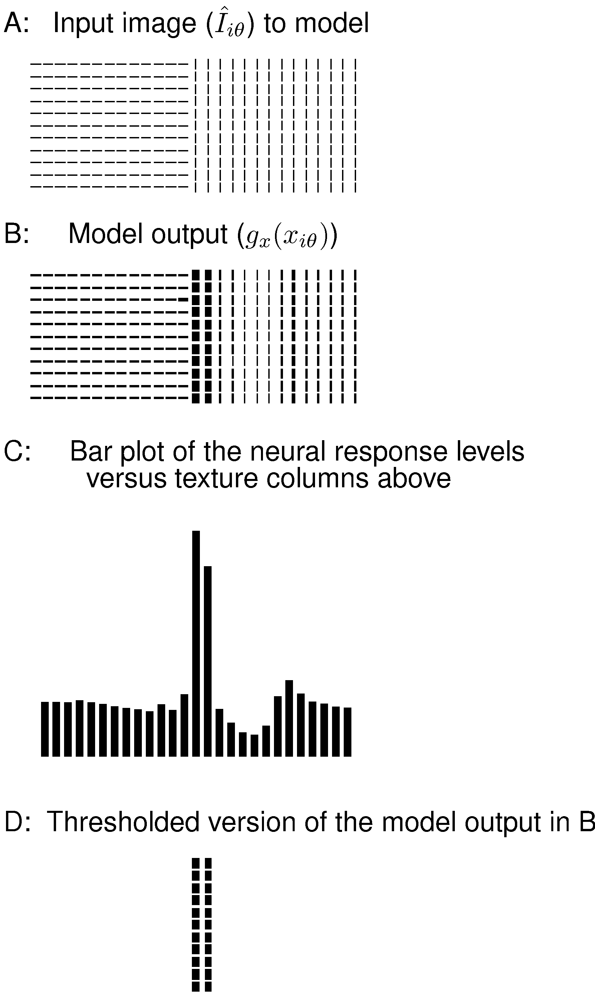 A: Input image (Î_iθ) to model
B: Model output (g_x(x_iθ))
C: Bar plot of the neural response levels
versus texture columns above
D: Thresholded version of the model output in B